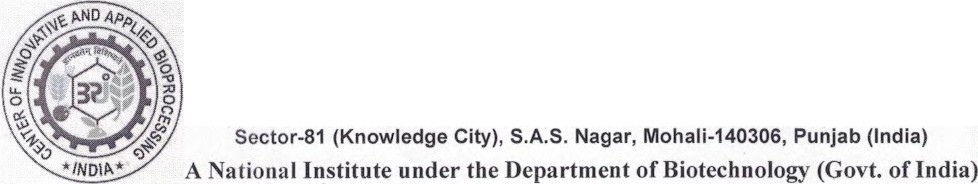 CENTER OF INNOVATIVE AND APPLIED BIOPROCESSING
★INDIA★
Sector-81 (Knowledge City), S.A.S. Nagar, Mohali-140306, Punjab (India)
A National Institute under the Department of Biotechnology (Govt. of India)